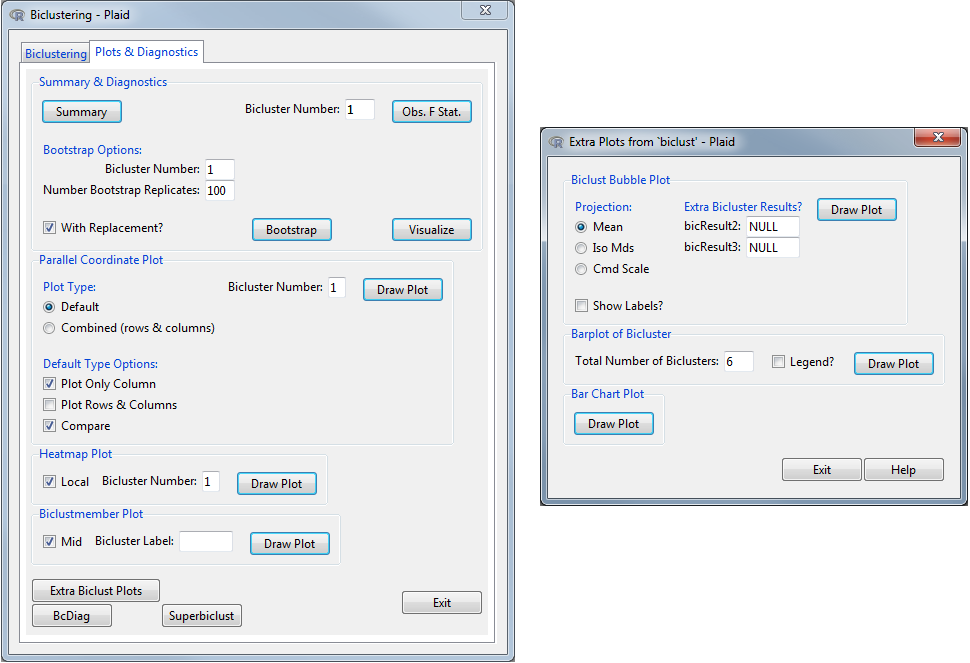 Biclustering - Plaid
Biclustering Plots & Diagnostics
Summary & Diagnostics
Summary Bicluster Number: 1 Obs. F Stat.
Bootstrap Options:
Bicluster Number: 1
Number Bootstrap Replicates: 100
With Replacement? Bootstrap Visualize
Parallel Coordinate Plot
Plot Type: Bicluster Number: 1 Draw Plot
Default
Combined (rows & columns)
Default Type Options:
Plot Only Column
Plot Rows & Columns
Compare
Heatmap Plot
Local Bicluster Number: 1 Draw Plot
Biclustmember Plot
Mid Bicluster Label: Draw Plot
Extra Biclust Plots
BcDiag Superbiclust Exit
Extra Plots from `biclust' - Plaid
Biclust Bubble Plot
Projection: Extra Bicluster Results? Draw Plot
Mean bicResult2: NULL
Iso Mds bicResult3: NULL
Cmd Scale
Show Labels?
Barplot of Bicluster
Total Number of Biclusters: 6 Legend? Draw Plot
Bar Chart Plot
Draw Plot
Exit Help